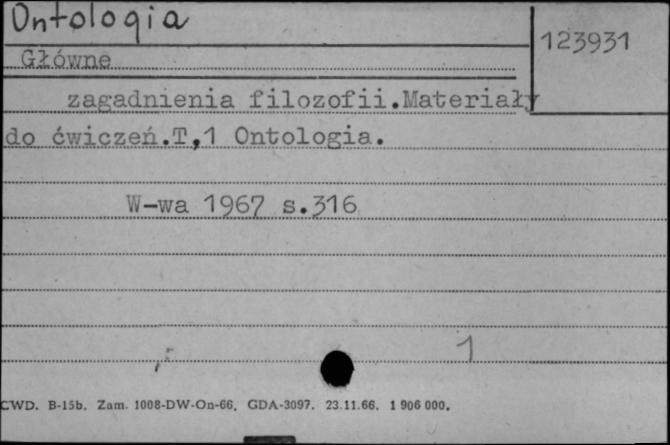 Ontologia
123931
Główne
zagadnienia filozofii.Materiały
do ćwiczeń.T,1 Ontologia.
W-wa 1967 s.316
1
CWD. B-15b. Zam. 1008-DW-On-66. GDA-3097. 23.11.66. 1 906 000.